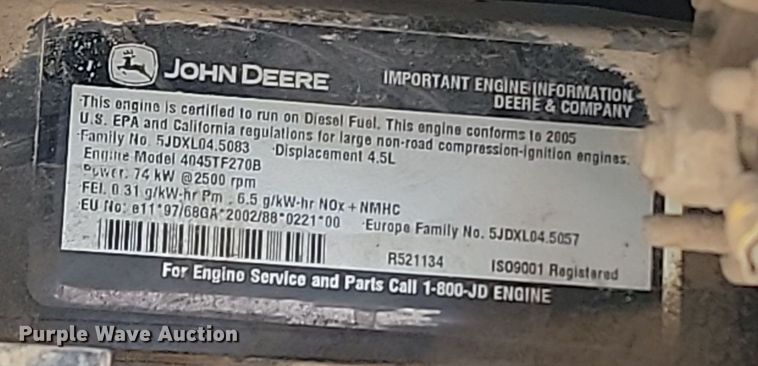 JOHN DEERE
IMPORTANT ENGINE INFORMATION
DEERE & COMPANY
This engine is certified to run on Diesel Fuel. This engine conforms to 2005
U.S. EPA and California regulations for large non-road compression-ignition engines.
Family No. 5JDXL04.5083 Displacement 4.5L
Engine Model 4045TF270B
Power: 74 kW @2500 rpm
FEL 0.31 g/kW-hr Pm 6.5 g/kW-hr NOx + NMHC
EU No: e11*97/68GA*2002/88*0221*00 Europe Family No. 5JDXL04.5057
R521134 ISO9001 Registered
For Engine Service and Parts Call 1-800-JD ENGINE
Purple Wave Auction